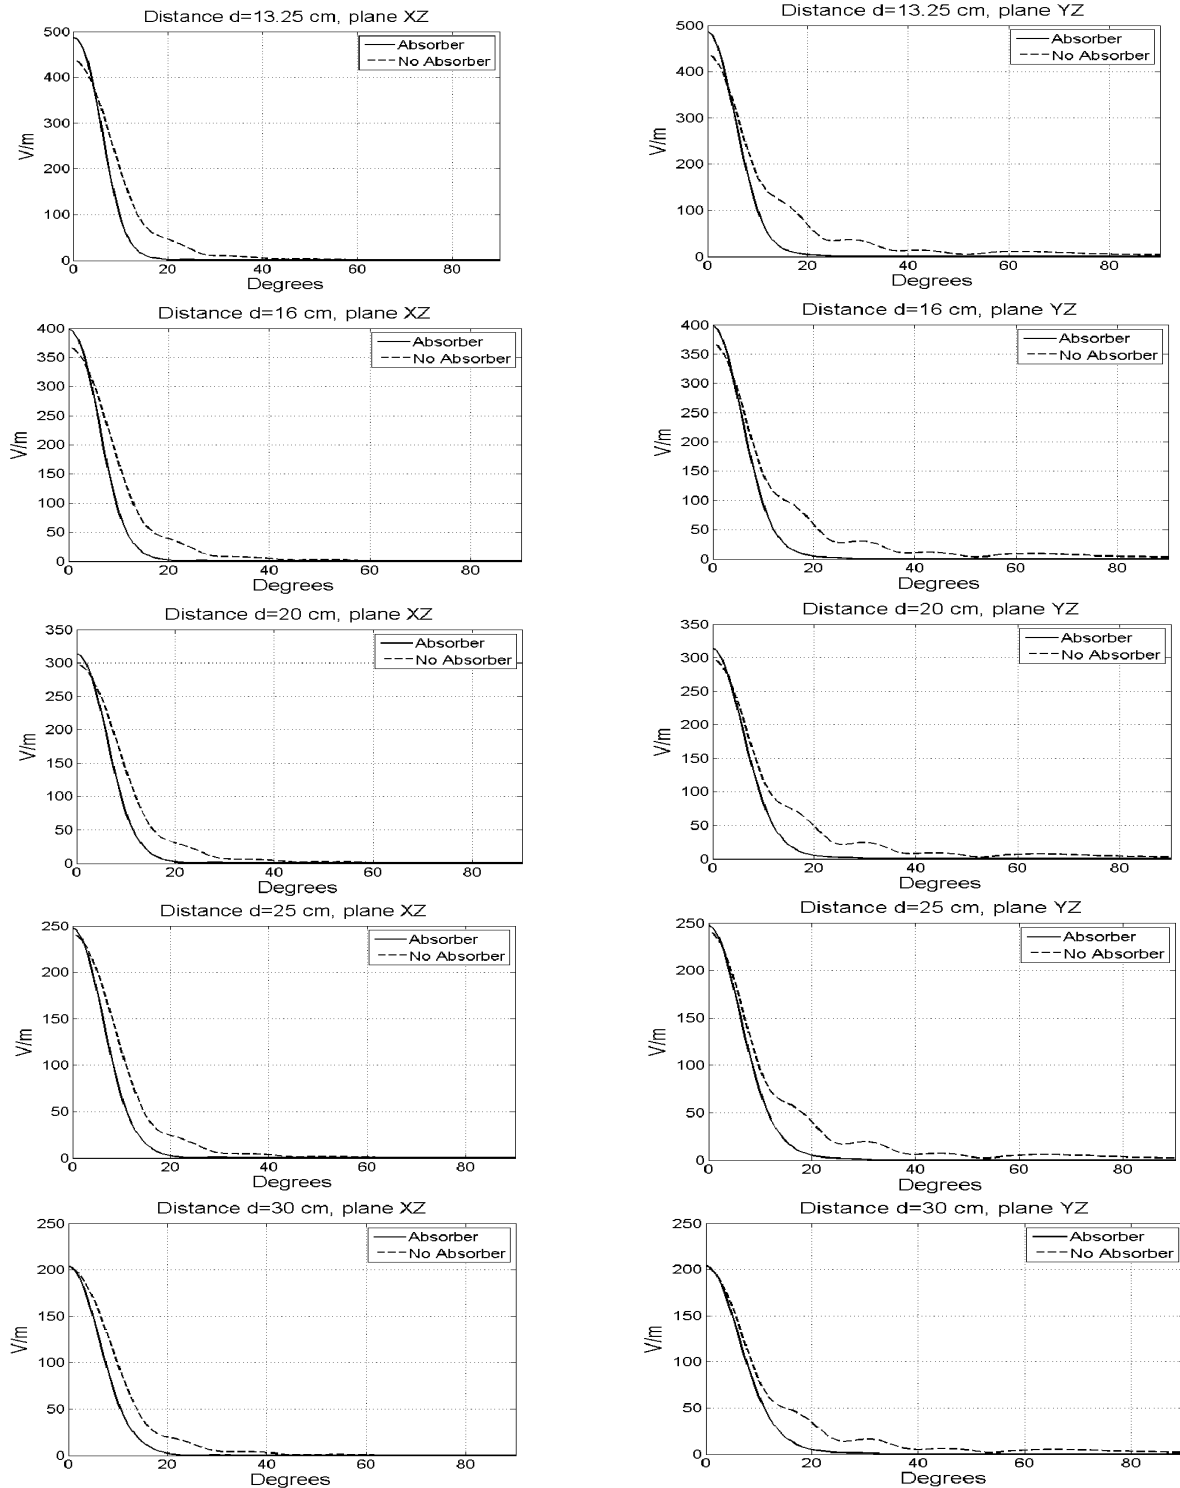 Distance d=13.25 cm, plane XZ
500
400
300
200
100
0
V/m
Absorber
No Absorber
0 20 40 60 80
Degrees
Distance d=13.25 cm, plane YZ
500
400
300
200
100
0
V/m
Absorber
No Absorber
0 20 40 60 80
Degrees
Distance d=16 cm, plane XZ
400
350
300
250
200
150
100
50
0
V/m
Absorber
No Absorber
0 20 40 60 80
Degrees
Distance d=16 cm, plane YZ
400
350
300
250
200
150
100
50
0
V/m
Absorber
No Absorber
0 20 40 60 80
Degrees
Distance d=20 cm, plane XZ
350
300
250
200
150
100
50
0
V/m
Absorber
No Absorber
0 20 40 60 80
Degrees
Distance d=20 cm, plane YZ
350
300
250
200
150
100
50
0
V/m
Absorber
No Absorber
0 20 40 60 80
Degrees
Distance d=25 cm, plane XZ
250
200
150
100
50
0
V/m
Absorber
No Absorber
0 20 40 60 80
Degrees
Distance d=25 cm, plane YZ
250
200
150
100
50
0
V/m
Absorber
No Absorber
0 20 40 60 80
Degrees
Distance d=30 cm, plane XZ
250
200
150
100
50
0
V/m
Absorber
No Absorber
0 20 40 60 80
Degrees
Distance d=30 cm, plane YZ
250
200
150
100
50
0
V/m
Absorber
No Absorber
0 20 40 60 80
Degrees